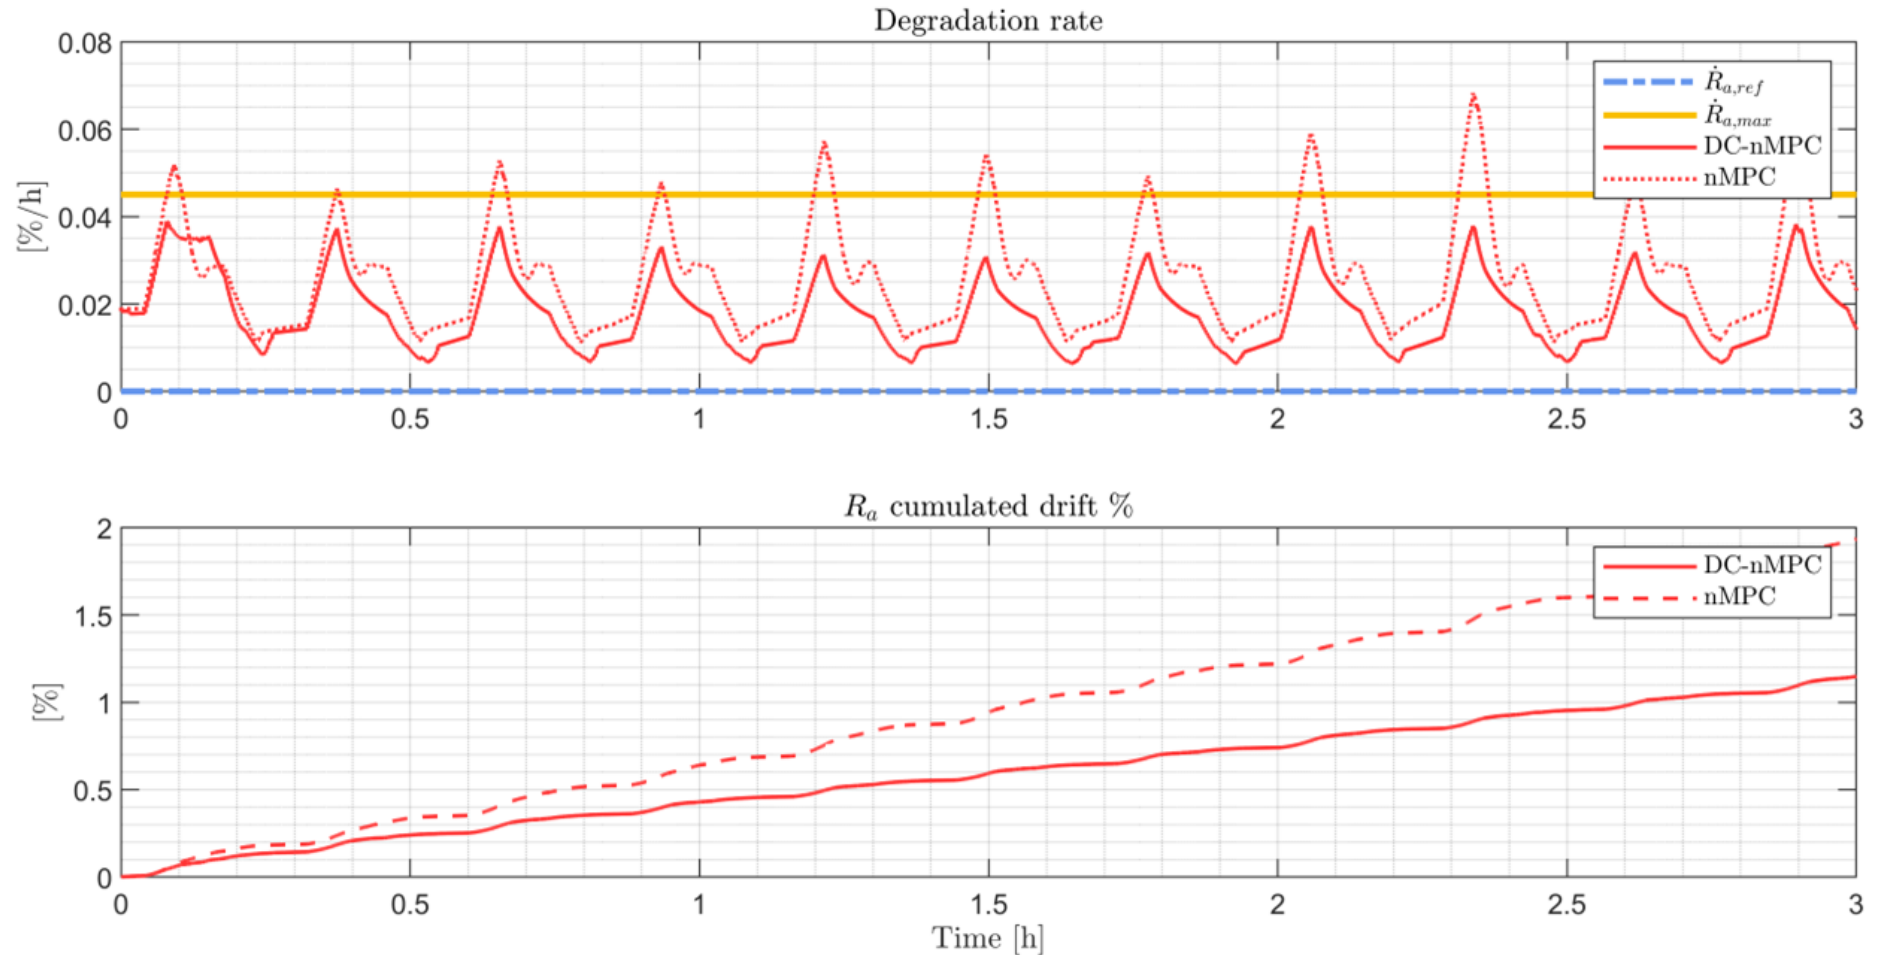 Degradation rate
0.08
0.06
0.04
0.02
0
[%/h]
Ṙa,ref
Ṙa,max
DC-nMPC
nMPC
0 0.5 1 1.5 2 2.5 3
Ra cumulated drift %
2
1.5
1
0.5
0
[%]
DC-nMPC
nMPC
0 0.5 1 1.5 2 2.5 3
Time [h]